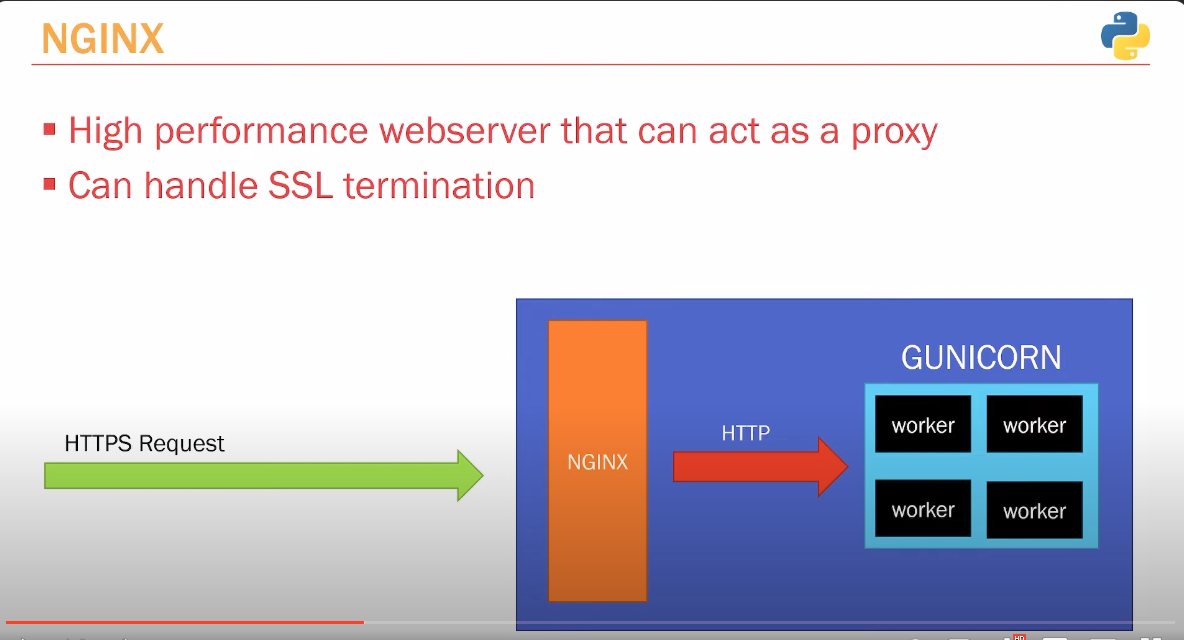 NGINX
▪ High performance webserver that can act as a proxy
▪ Can handle SSL termination
GUNICORN
worker worker
HTTPS Request
HTTP
NGINX
worker worker
HD